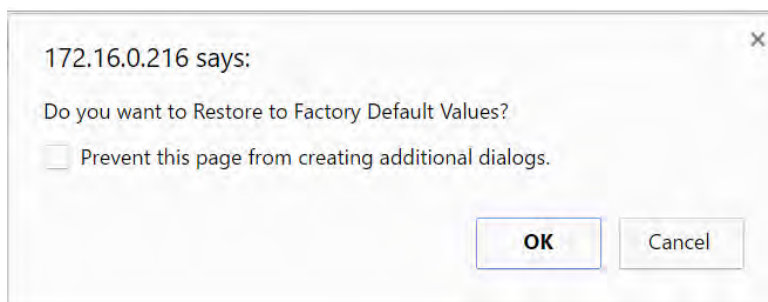 172.16.0.216 says:
Do you want to Restore to Factory Default Values?
Prevent this page from creating additional dialogs.
OK Cancel